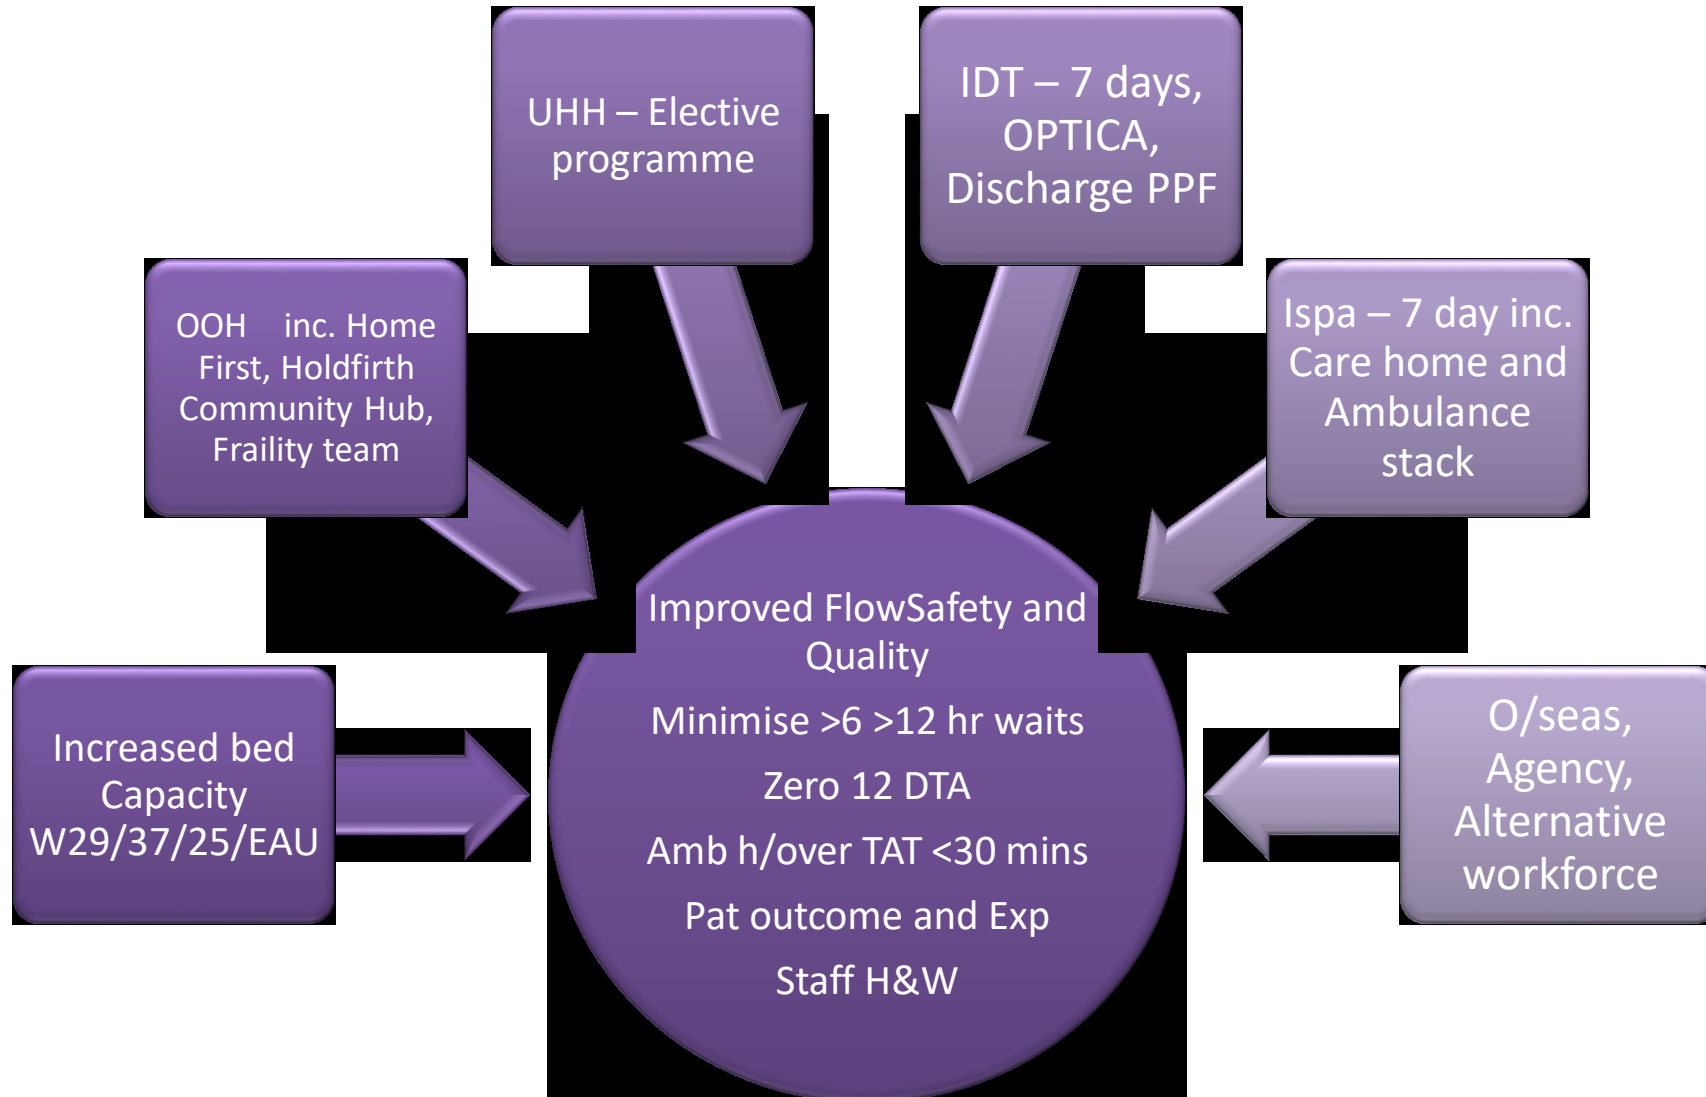 UHH – Elective
programme
IDT – 7 days,
OPTICA,
Discharge PPF
OOH    inc. Home
First, Holdfirth
Community Hub,
Fraility team
Ispa – 7 day inc.
Care home and
Ambulance
stack
Increased bed
Capacity
W29/37/25/EAU
Improved FlowSafety and
Quality
Minimise >6 >12 hr waits
Zero 12 DTA
Amb h/over TAT <30 mins
Pat outcome and Exp
Staff H&W
O/seas,
Agency,
Alternative
workforce